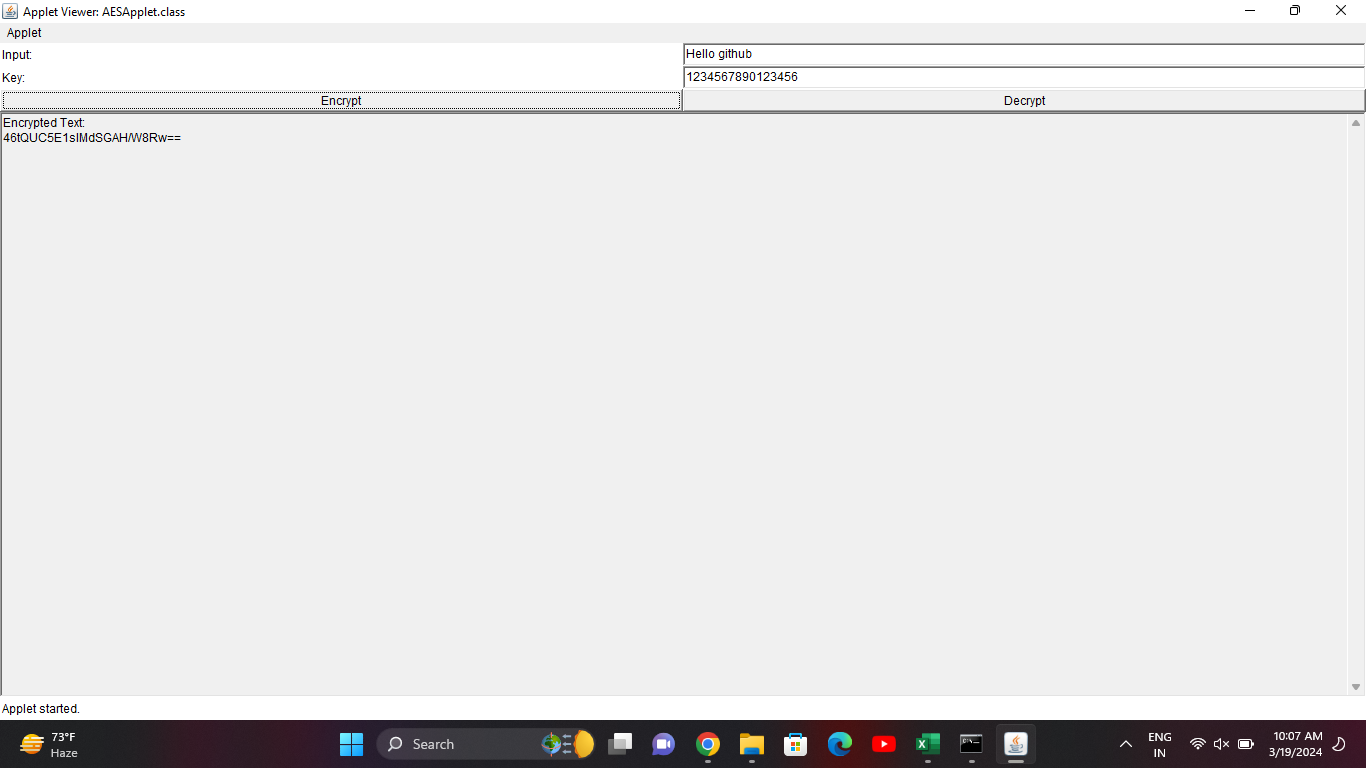 Applet Viewer: AESApplet.class
Applet
Input:
Hello github
Key:
1234567890123456
Encrypt
Decrypt
Encrypted Text:
46tQUC5E1sIMdSGAH/W8Rw==
Applet started.
73°F
Haze
Search
ENG
IN
10:07 AM
3/19/2024